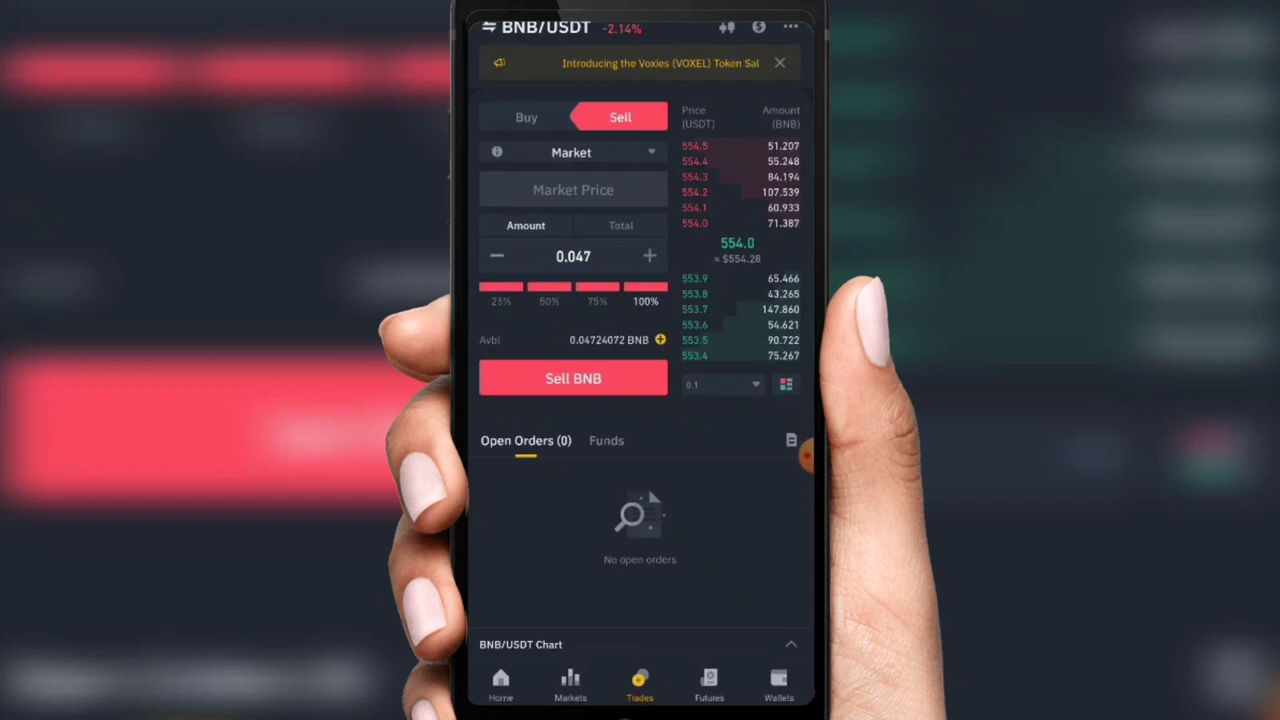 BNB/USDT -2.14%
Introducing the Voxies (VOXEL) Token Sal
Buy Sell
Market
Market Price
Amount Total
0.047
25% 50% 75% 100%
Avbl 0.04724072 BNB
Sell BNB
Price Amount
(USDT) (BNB)
554.5 51.207
554.4 55.248
554.3 84.194
554.2 107.539
554.1 60.933
554.0 71.387
554.0
≈ $554.28
553.9 65.466
553.8 43.265
553.7 147.860
553.6 54.621
553.5 90.722
553.4 75.267
0.1
Open Orders (0) Funds
No open orders
BNB/USDT Chart
Home Markets Trades Futures Wallets